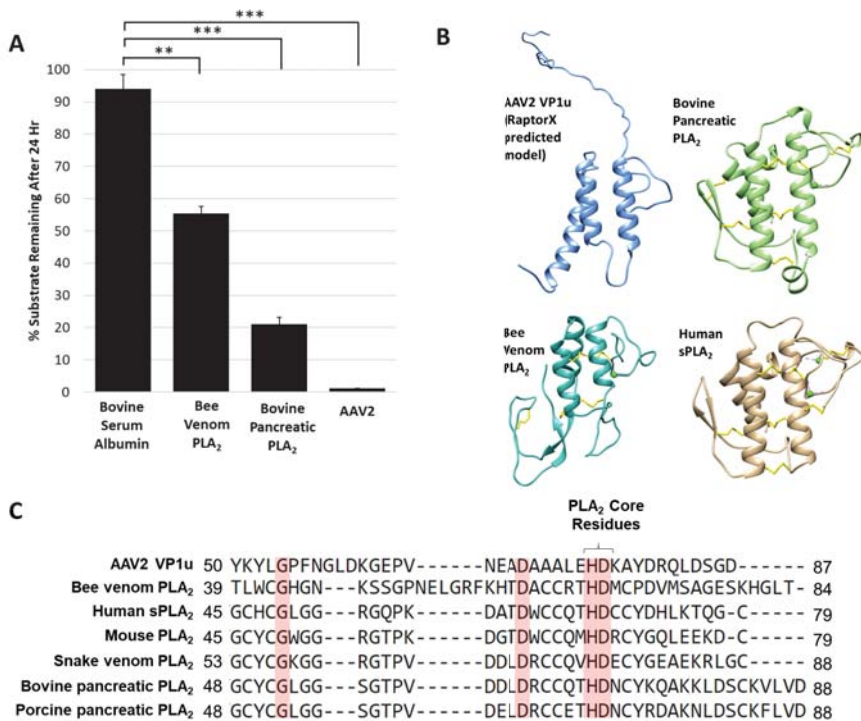 A
***
***
**
% Substrate Remaining After 24 Hr
100
90
80
70
60
50
40
30
20
10
0
Bovine
Serum
Albumin
Bee
Venom
PLA₂
Bovine
Pancreatic
PLA₂
AAV2
B
AAV2 VP1u
(RaptorX
predicted
model)
Bovine
Pancreatic
PLA₂
Bee
Venom
PLA₂
Human
sPLA₂
C
PLA₂ Core
Residues
AAV2 VP1u 50 YKYLGPFNGLDKGEPV------NEADAAALEHDKAYDRQLDSGD----- 87
Bee venom PLA₂ 39 TLWCGHGN---KSSGPNELGRFKHTDACCRTHDMCPDVMSAGESKHGLT- 84
Human sPLA₂ 45 GCHCGLGG---RGQPK------DATDWCCQTHDCCYDHLKTQG-C----- 79
Mouse PLA₂ 45 GCYCGWGG---RGTPK------DGTDWCCQMHDRCYGQLEEKD-C----- 79
Snake venom PLA₂ 53 GCYCGKGG---RGTPV------DDLDRCCQVHDECYGEAEKRLGC----- 88
Bovine pancreatic PLA₂ 48 GCYCGLGG---SGTPV------DDLDRCCQTHDNCYKQAKKLDSCKVLVD 88
Porcine pancreatic PLA₂ 48 GCYCGLGG---SGTPV------DELDRCCETHDNCYRDAKNLDSCKFLVD 88